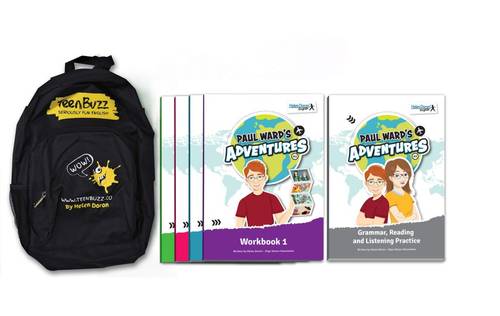 TeenBuzz
SERIOUSLY FUN ENGLISH
WOW!
WWW.TEENBUZZ.CO
By Helen Doron
PAUL WARD'S
ADVENTURES
Workbook 1
PAUL WARD'S
ADVENTURES
Grammar, Reading
and Listening Practice